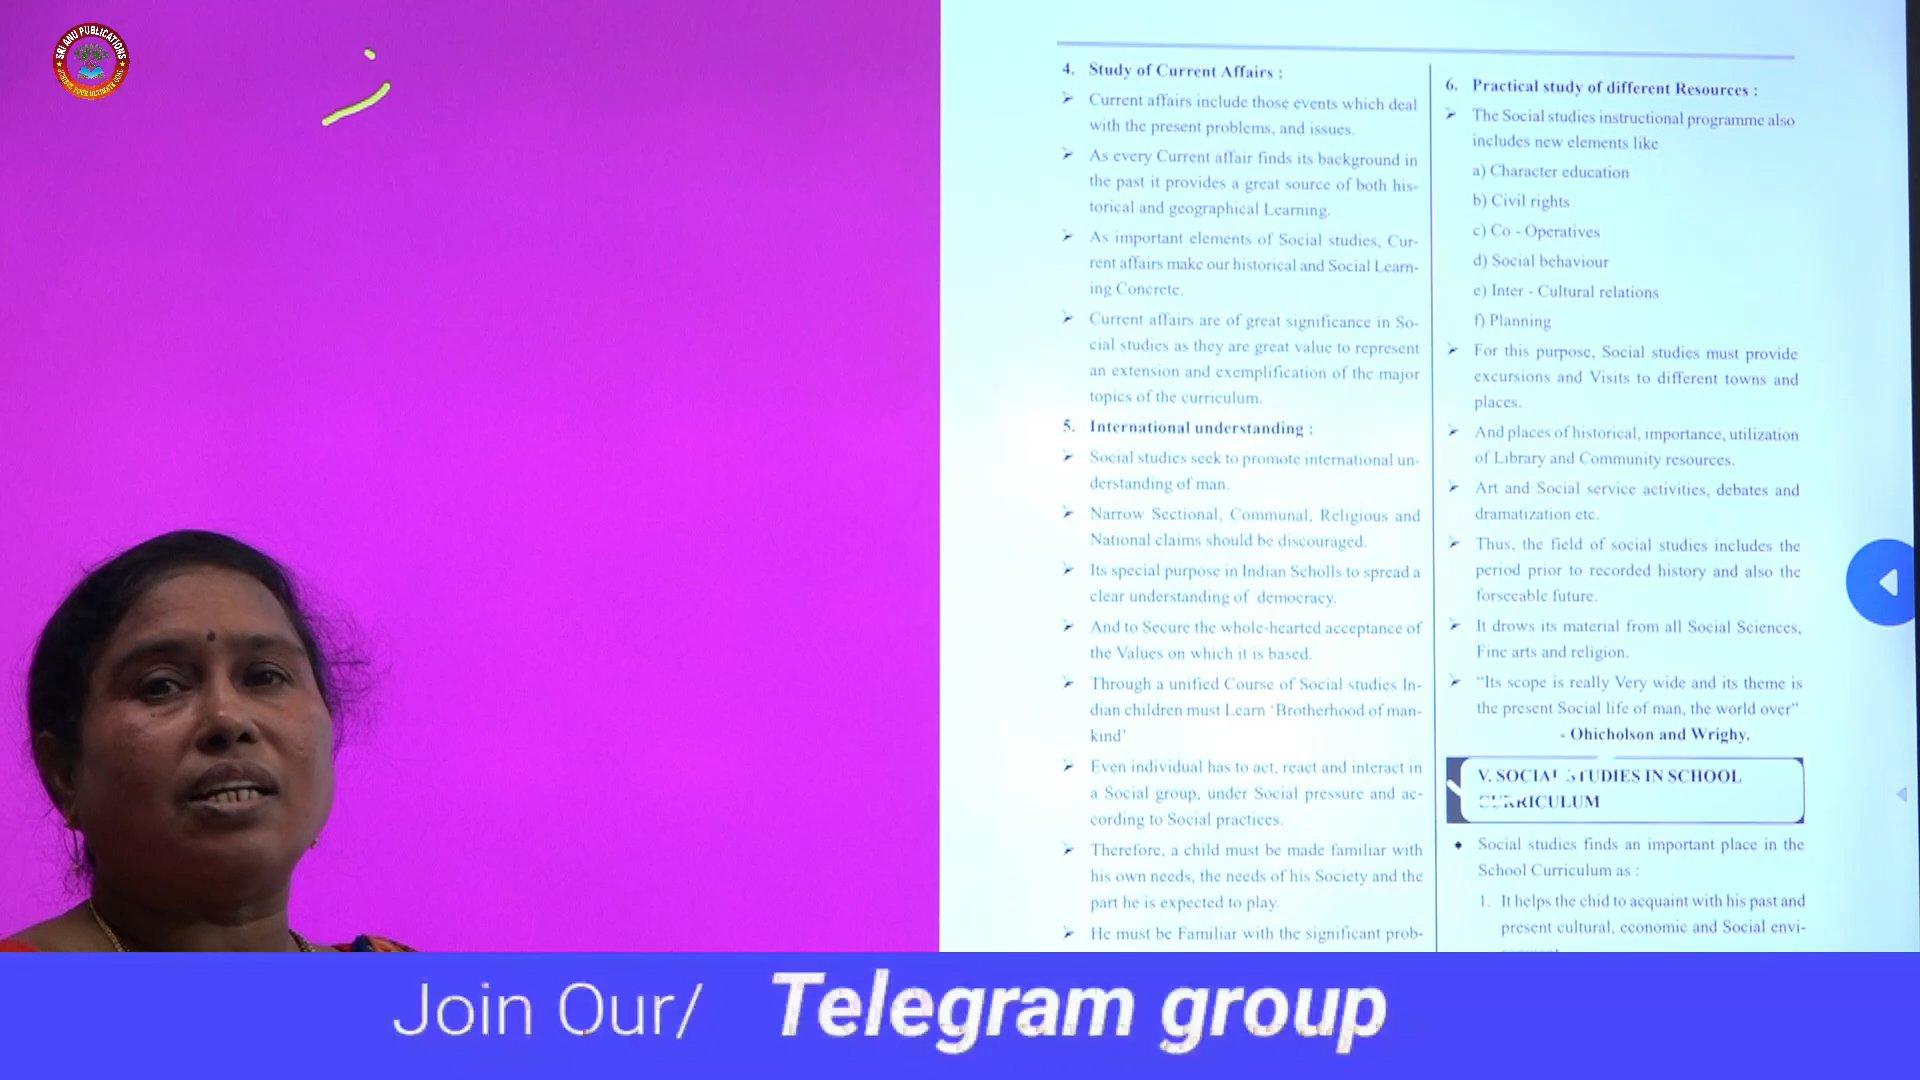 SRI ANU PUBLICATIONS
4. Study of Current Affairs :
Current affairs include those events which deal
with the present problems, and issues.
As every Current affair finds its background in
the past it provides a great source of both his-
torical and geographical Learning.
As important elements of Social studies, Cur-
rent affairs make our historical and Social Learn-
ing Concrete.
Current affairs are of great significance in So-
cial studies as they are great value to represent
an extension and exemplification of the major
topics of the curriculum.
5. International understanding :
Social studies seek to promote international un-
derstanding of man.
Narrow Sectional, Communal, Religious and
National claims should be discouraged.
Its special purpose in Indian Scholls to spread a
clear understanding of democracy.
And to Secure the whole-hearted acceptance of
the Values on which it is based.
Through a unified Course of Social studies In-
dian children must Learn 'Brotherhood of man-
kind'
Even individual has to act, react and interact in
a Social group, under Social pressure and ac-
cording to Social practices.
Therefore, a child must be made familiar with
his own needs, the needs of his Society and the
part he is expected to play.
He must be Familiar with the significant prob-
6. Practical study of different Resources :
The Social studies instructional programme also
includes new elements like
a) Character education
b) Civil rights
c) Co - Operatives
d) Social behaviour
e) Inter - Cultural relations
f) Planning
For this purpose, Social studies must provide
excursions and Visits to different towns and
places.
And places of historical, importance, utilization
of Library and Community resources.
Art and Social service activities, debates and
dramatization etc.
Thus, the field of social studies includes the
period prior to recorded history and also the
forseeable future.
It drows its material from all Social Sciences,
Fine arts and religion.
"Its scope is really Very wide and its theme is
the present Social life of man, the world over"
- Ohicholson and Wrighy.
V. SOCIAL STUDIES IN SCHOOL
CURRICULUM
Social studies finds an important place in the
School Curriculum as :
1. It helps the chid to acquaint with his past and
present cultural, economic and Social envi-
Join Our/ Telegram group